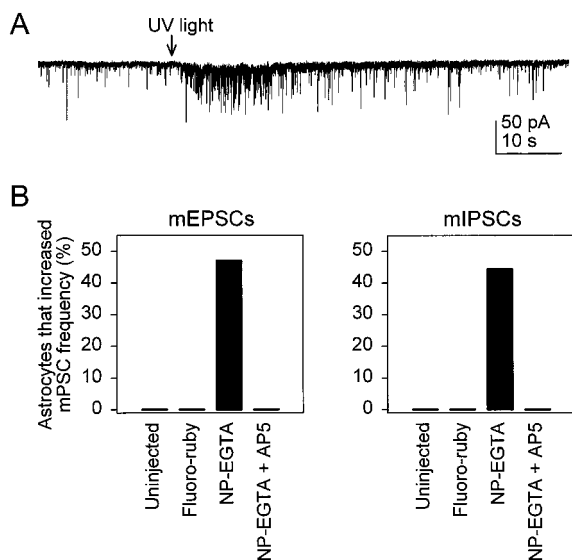 A
UV light
50 pA
10 s
B
mEPSCs
mIPSCs
Astrocytes that increased
mPSC frequency (%)
50
40
30
20
10
0
Uninjected
Fluoro-ruby
NP-EGTA
NP-EGTA + AP5
50
40
30
20
10
0
Uninjected
Fluoro-ruby
NP-EGTA
NP-EGTA + AP5